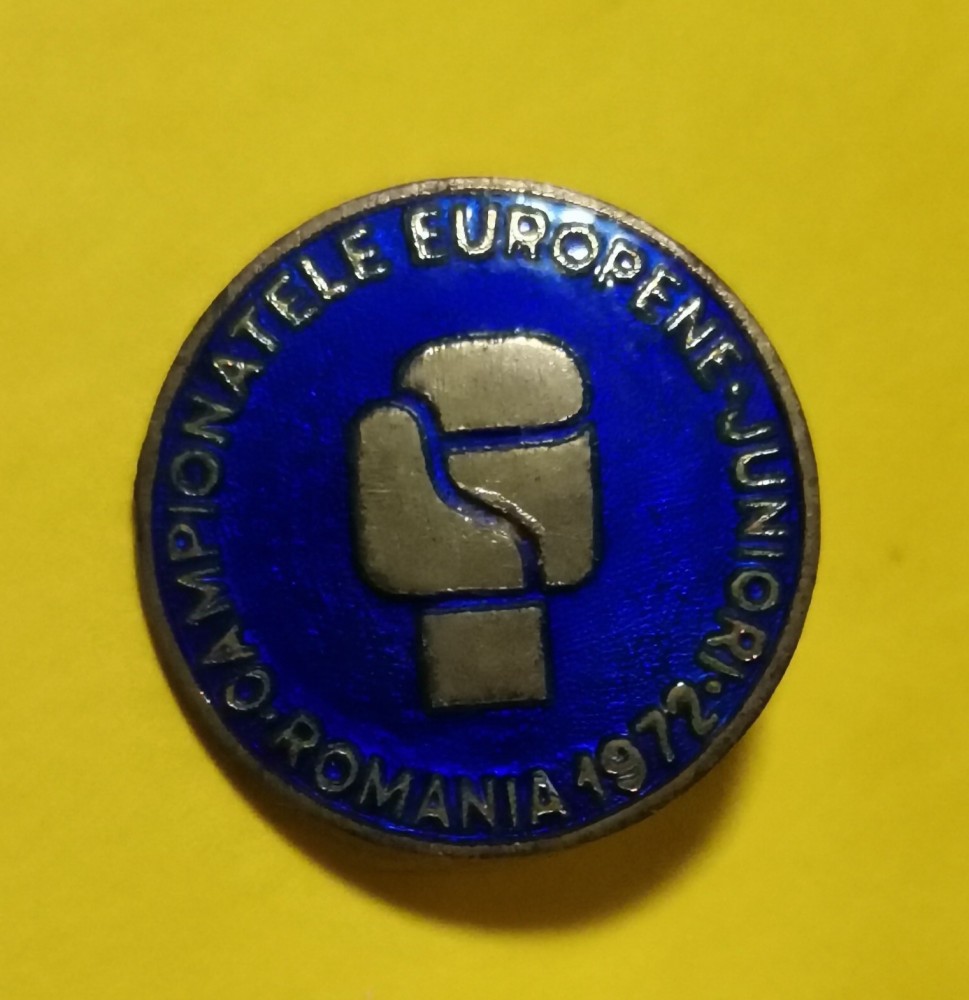 CAMPIONATELE EUROPENE · JUNIORI ·
ROMANIA 1972 ·